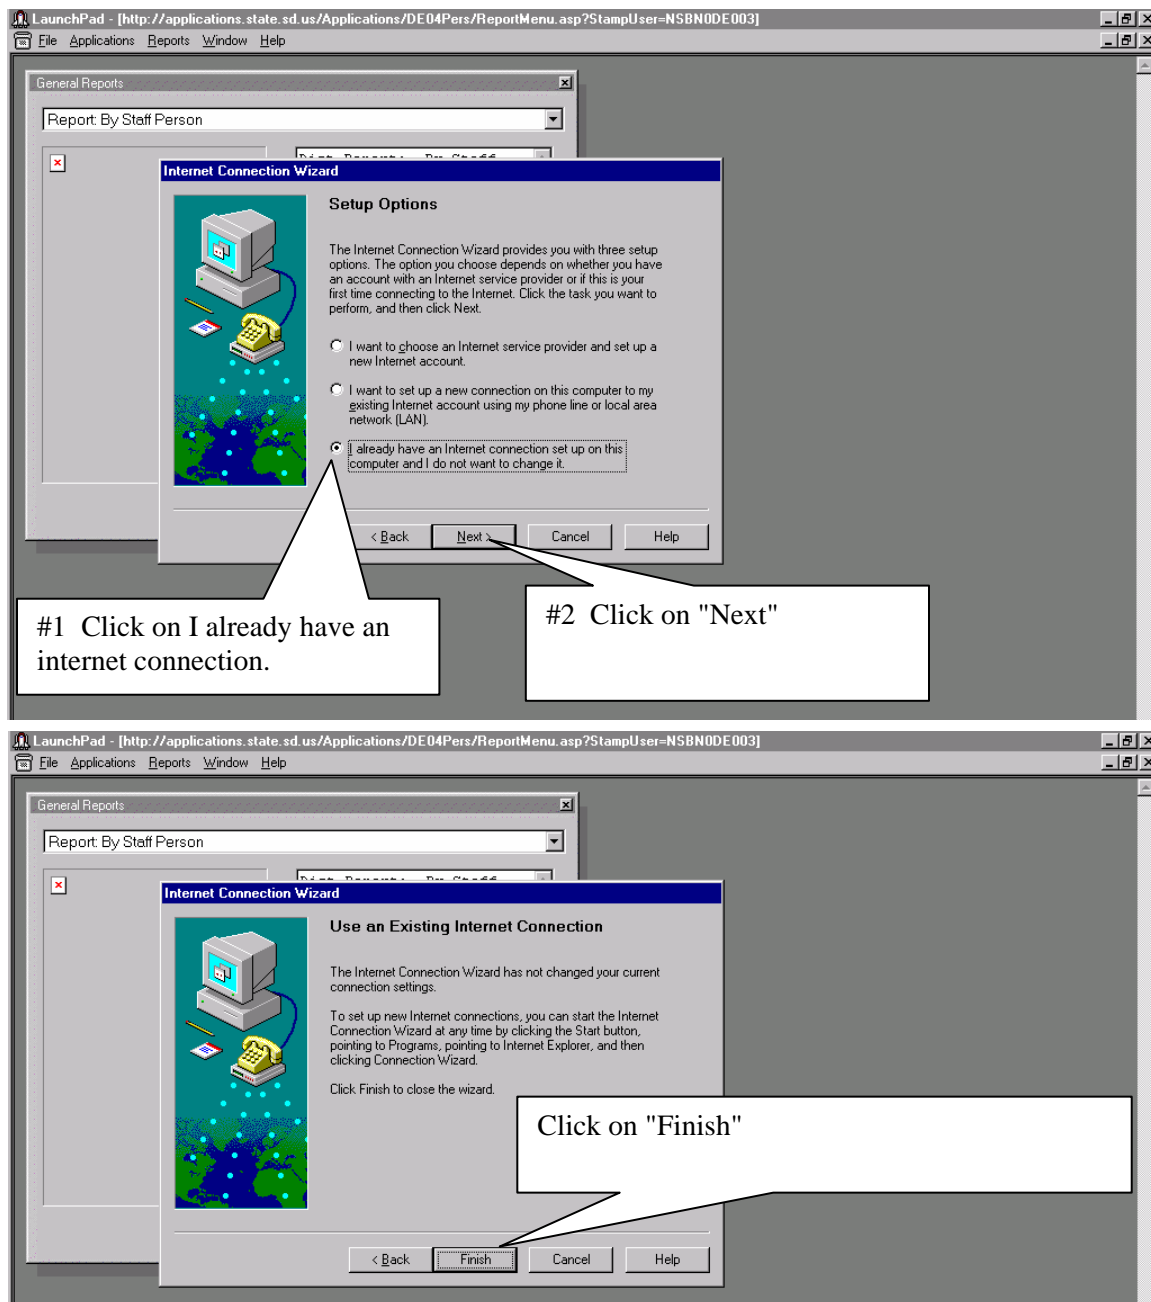 LaunchPad - [http://applications.state.sd.us/Applications/DE04Pers/ReportMenu.asp?StampUser=NSBN0DE003]
File Applications Reports Window Help
General Reports
Report: By Staff Person
Internet Connection Wizard
Setup Options
The Internet Connection Wizard provides you with three setup
options. The option you choose depends on whether you have
an account with an Internet service provider or if this is your
first time connecting to the Internet. Click the task you want to
perform, and then click Next.
I want to choose an Internet service provider and set up a
new Internet account.
I want to set up a new connection on this computer to my
existing Internet account using my phone line or local area
network (LAN).
I already have an Internet connection set up on this
computer and I do not want to change it.
< Back Next > Cancel Help
#1 Click on I already have an
internet connection.
#2 Click on "Next"
LaunchPad - [http://applications.state.sd.us/Applications/DE04Pers/ReportMenu.asp?StampUser=NSBN0DE003]
File Applications Reports Window Help
General Reports
Report: By Staff Person
Internet Connection Wizard
Use an Existing Internet Connection
The Internet Connection Wizard has not changed your current
connection settings.
To set up new Internet connections, you can start the Internet
Connection Wizard at any time by clicking the Start button,
pointing to Programs, pointing to Internet Explorer, and then
clicking Connection Wizard.
Click Finish to close the wizard.
Click on "Finish"
< Back Finish Cancel Help